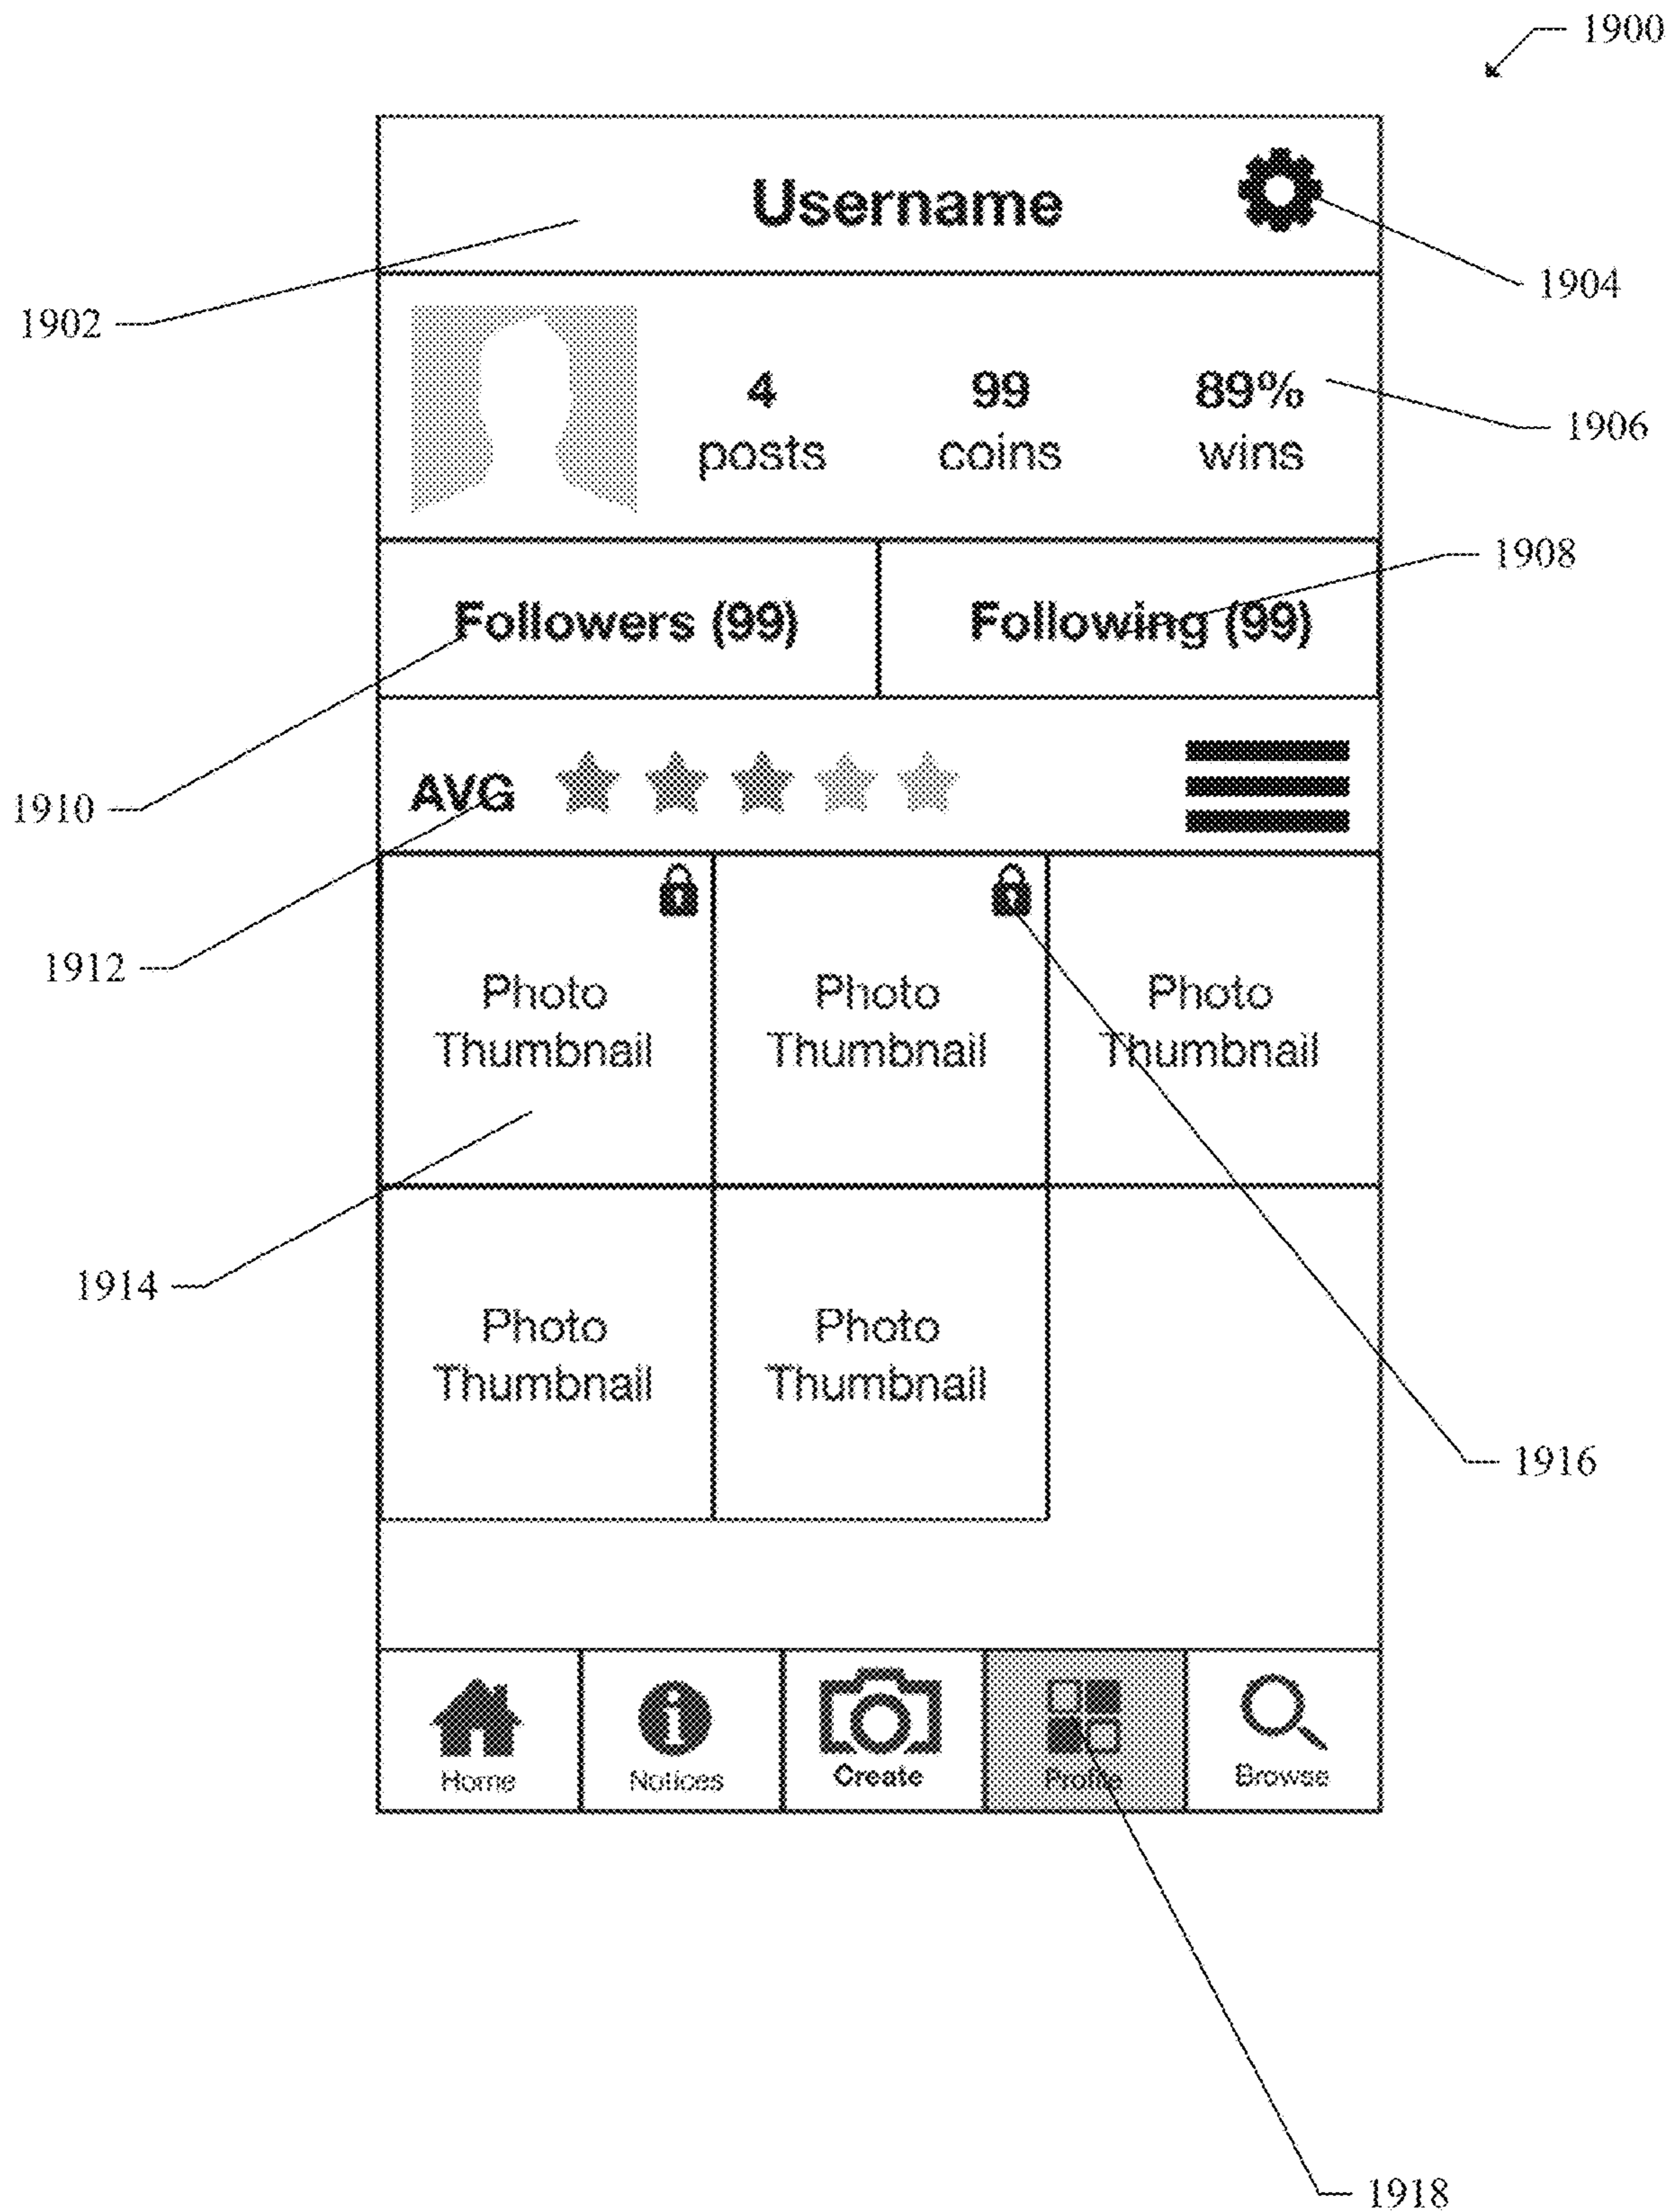 1900
Username
1904
1902
4 99 89%
posts coins wins
1906
1908
Followers (99) Following (99)
1910
AVG
1912
Photo Photo Photo
Thumbnail Thumbnail Thumbnail
1914
Photo Photo
Thumbnail Thumbnail
1916
Home Notices Create Profile Browse
1918